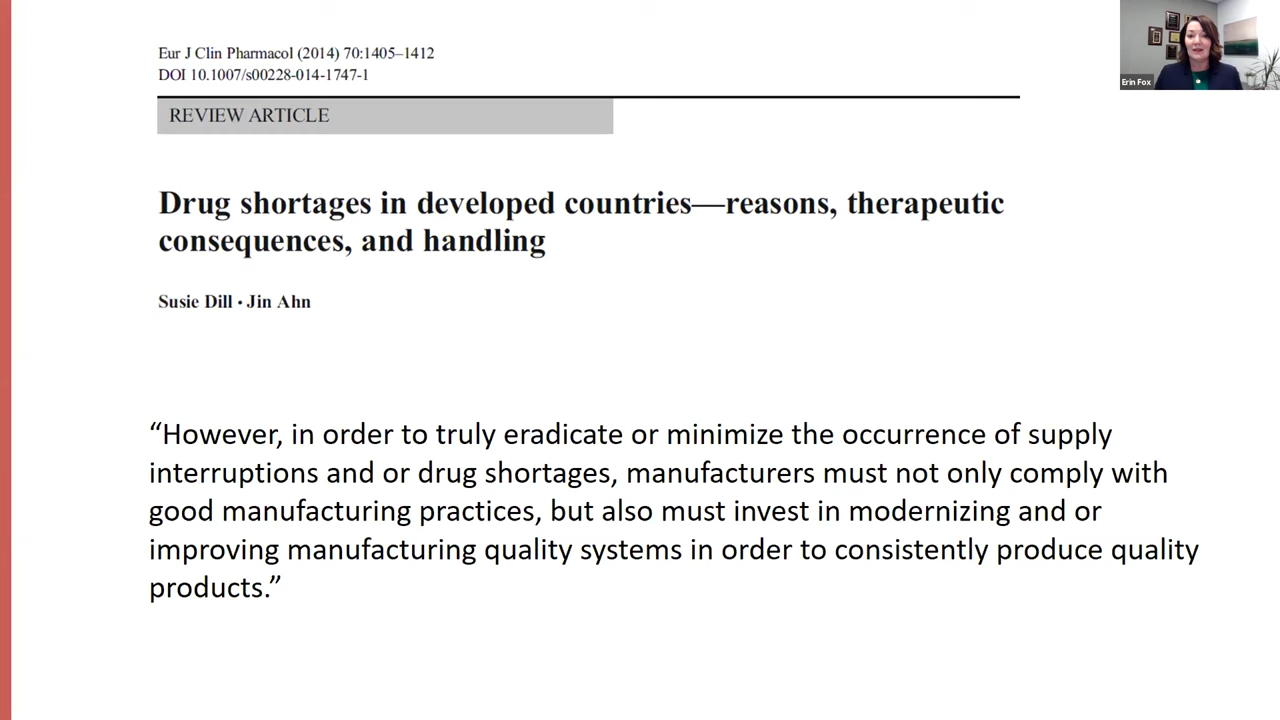 Eur J Clin Pharmacol (2014) 70:1405–1412
DOI 10.1007/s00228-014-1747-1
REVIEW ARTICLE
Drug shortages in developed countries—reasons, therapeutic
consequences, and handling
Susie Dill · Jin Ahn
“However, in order to truly eradicate or minimize the occurrence of supply
interruptions and or drug shortages, manufacturers must not only comply with
good manufacturing practices, but also must invest in modernizing and or
improving manufacturing quality systems in order to consistently produce quality
products.”
Erin Fox